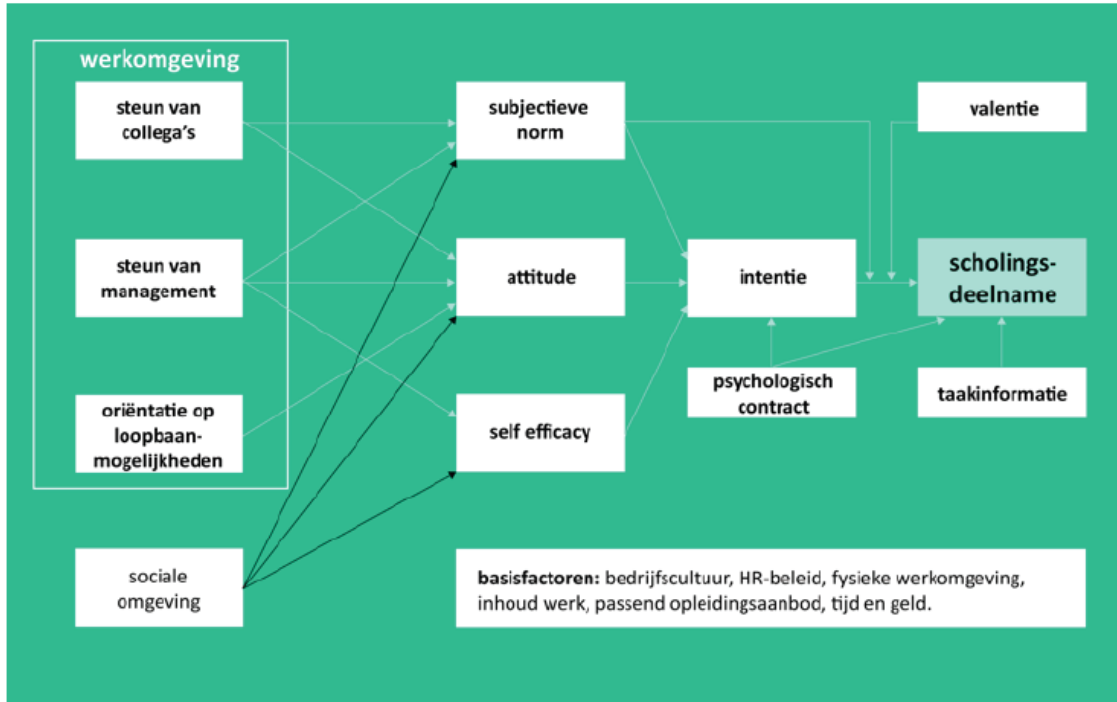 werkomgeving
steun van
collega's
subjectieve
norm
valentie
steun van
management
attitude
intentie
scholings-
deelname
oriëntatie op
loopbaan-
mogelijkheden
self efficacy
psychologisch
contract
taakinformatie
sociale
omgeving
basisfactoren: bedrijfscultuur, HR-beleid, fysieke werkomgeving,
inhoud werk, passend opleidingsaanbod, tijd en geld.